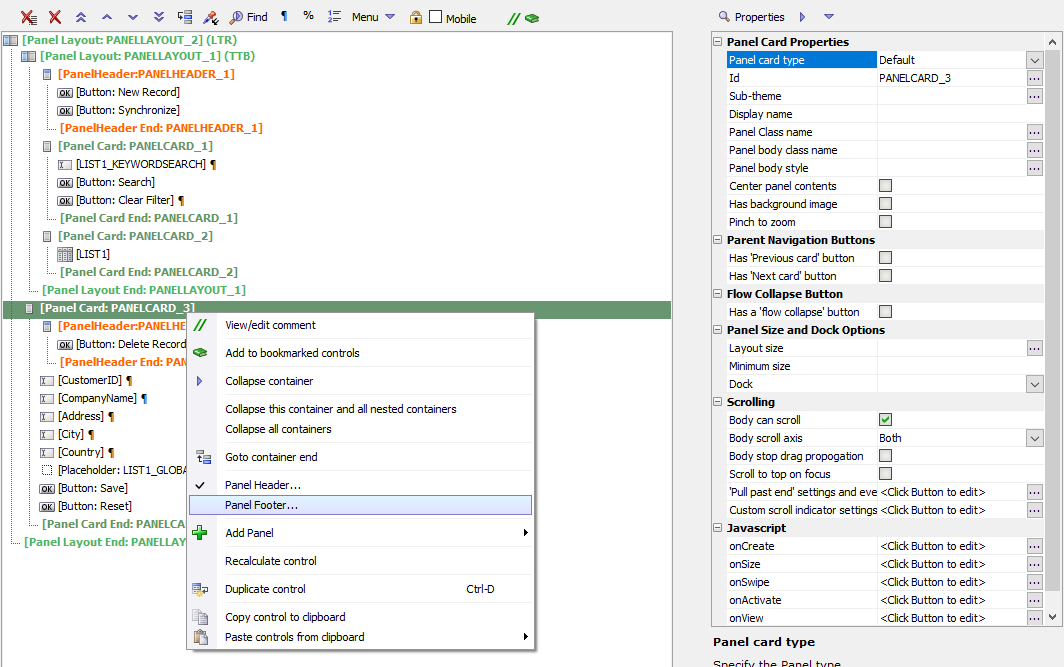 Find ¶ % Menu Mobile //
[Panel Layout: PANELLAYOUT_2] (LTR)
[Panel Layout: PANELLAYOUT_1] (TTB)
[PanelHeader:PANELHEADER_1]
OK [Button: New Record]
OK [Button: Synchronize]
[PanelHeader End: PANELHEADER_1]
[Panel Card: PANELCARD_1]
[LIST1_KEYWORDSEARCH] ¶
OK [Button: Search]
OK [Button: Clear Filter] ¶
[Panel Card End: PANELCARD_1]
[Panel Card: PANELCARD_2]
[LIST1]
[Panel Card End: PANELCARD_2]
[Panel Layout End: PANELLAYOUT_1]
[Panel Card: PANELCARD_3]
[PanelHeader:PANELHE
OK [Button: Delete Record
[PanelHeader End: PAN
[CustomerID] ¶
[CompanyName] ¶
[Address] ¶
[City] ¶
[Country] ¶
[Placeholder: LIST1_GLOBA
OK [Button: Save]
OK [Button: Reset]
[Panel Card End: PANELCA
[Panel Layout End: PANELLAY
// View/edit comment
Add to bookmarked controls
Collapse container
Collapse this container and all nested containers
Collapse all containers
Goto container end
Panel Header...
Panel Footer...
Add Panel
Recalculate control
Duplicate control Ctrl-D
Copy control to clipboard
Paste controls from clipboard
Properties
Panel Card Properties
Panel card type Default
Id PANELCARD_3
Sub-theme
Display name
Panel Class name
Panel body class name
Panel body style
Center panel contents
Has background image
Pinch to zoom
Parent Navigation Buttons
Has 'Previous card' button
Has 'Next card' button
Flow Collapse Button
Has a 'flow collapse' button
Panel Size and Dock Options
Layout size
Minimum size
Dock
Scrolling
Body can scroll
Body scroll axis Both
Body stop drag propogation
Scroll to top on focus
'Pull past end' settings and eve <Click Button to edit>
Custom scroll indicator settings <Click Button to edit>
Javascript
onCreate <Click Button to edit>
onSize <Click Button to edit>
onSwipe <Click Button to edit>
onActivate <Click Button to edit>
onView <Click Button to edit>
Panel card type
Specify the Panel type